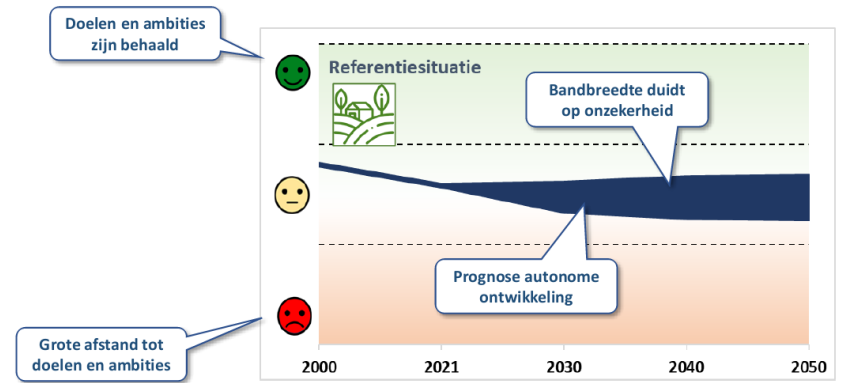 Doelen en ambities
zijn behaald
Referentiesituatie
Bandbreedte duidt
op onzekerheid
Prognose autonome
ontwikkeling
Grote afstand tot
doelen en ambities
2000 2021 2030 2040 2050